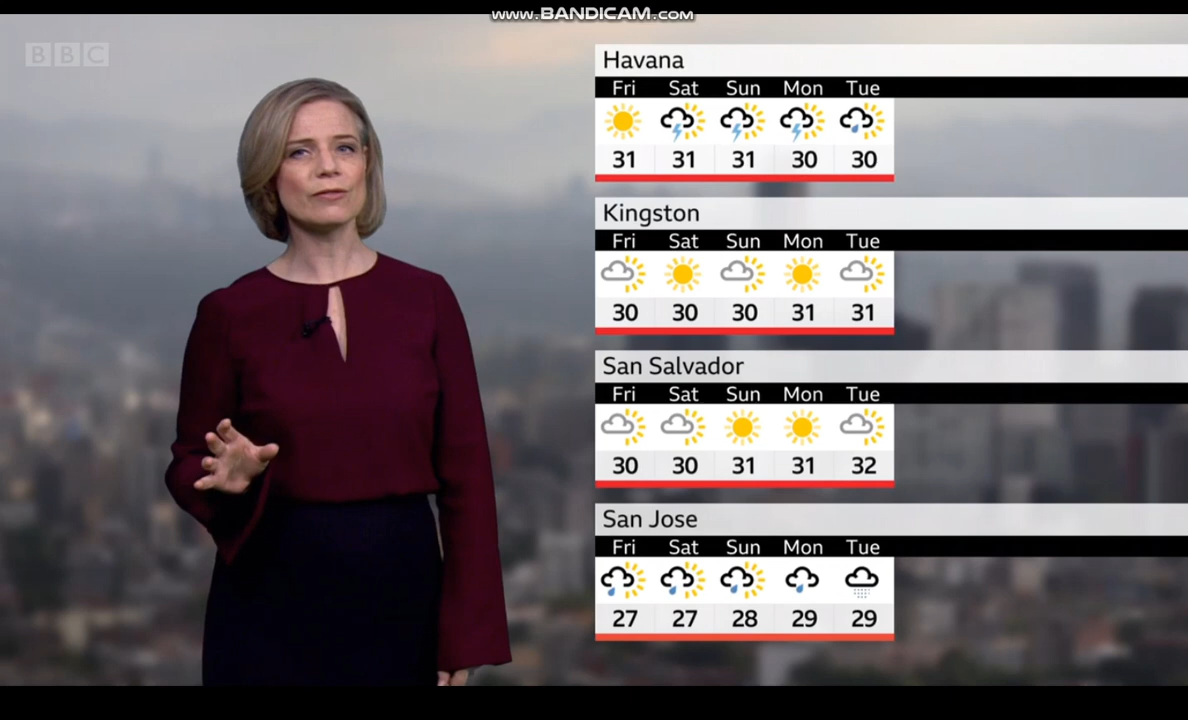 www.BANDICAM.com
BBC
Havana
Fri Sat Sun Mon Tue
31 31 31 30 30
Kingston
Fri Sat Sun Mon Tue
30 30 30 31 31
San Salvador
Fri Sat Sun Mon Tue
30 30 31 31 32
San Jose
Fri Sat Sun Mon Tue
27 27 28 29 29